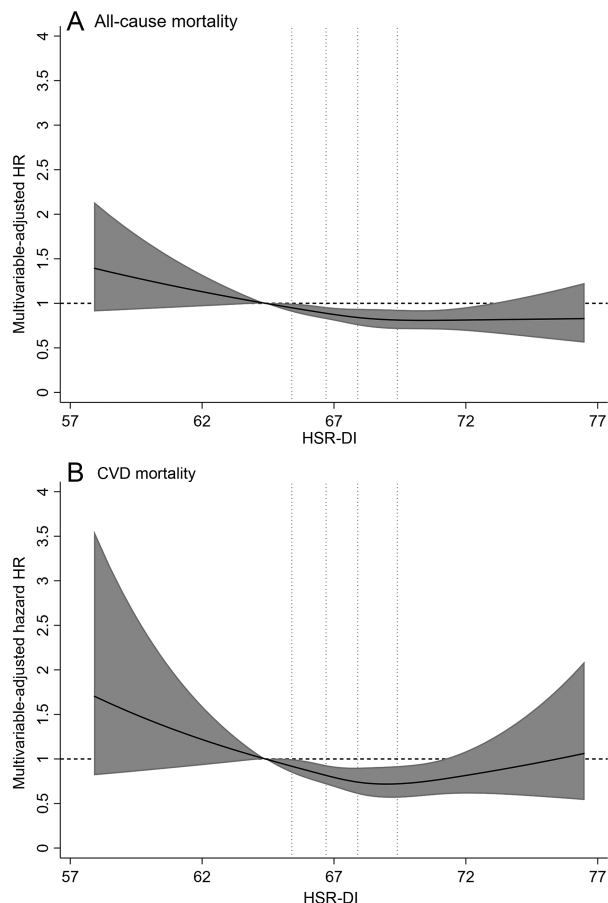 A All-cause mortality
4
3.5
3
2.5
2
1.5
1
0.5
0
Multivariable-adjusted HR
57 62 67 72 77
HSR-DI
B CVD mortality
4
3.5
3
2.5
2
1.5
1
0.5
0
Multivariable-adjusted hazard HR
57 62 67 72 77
HSR-DI